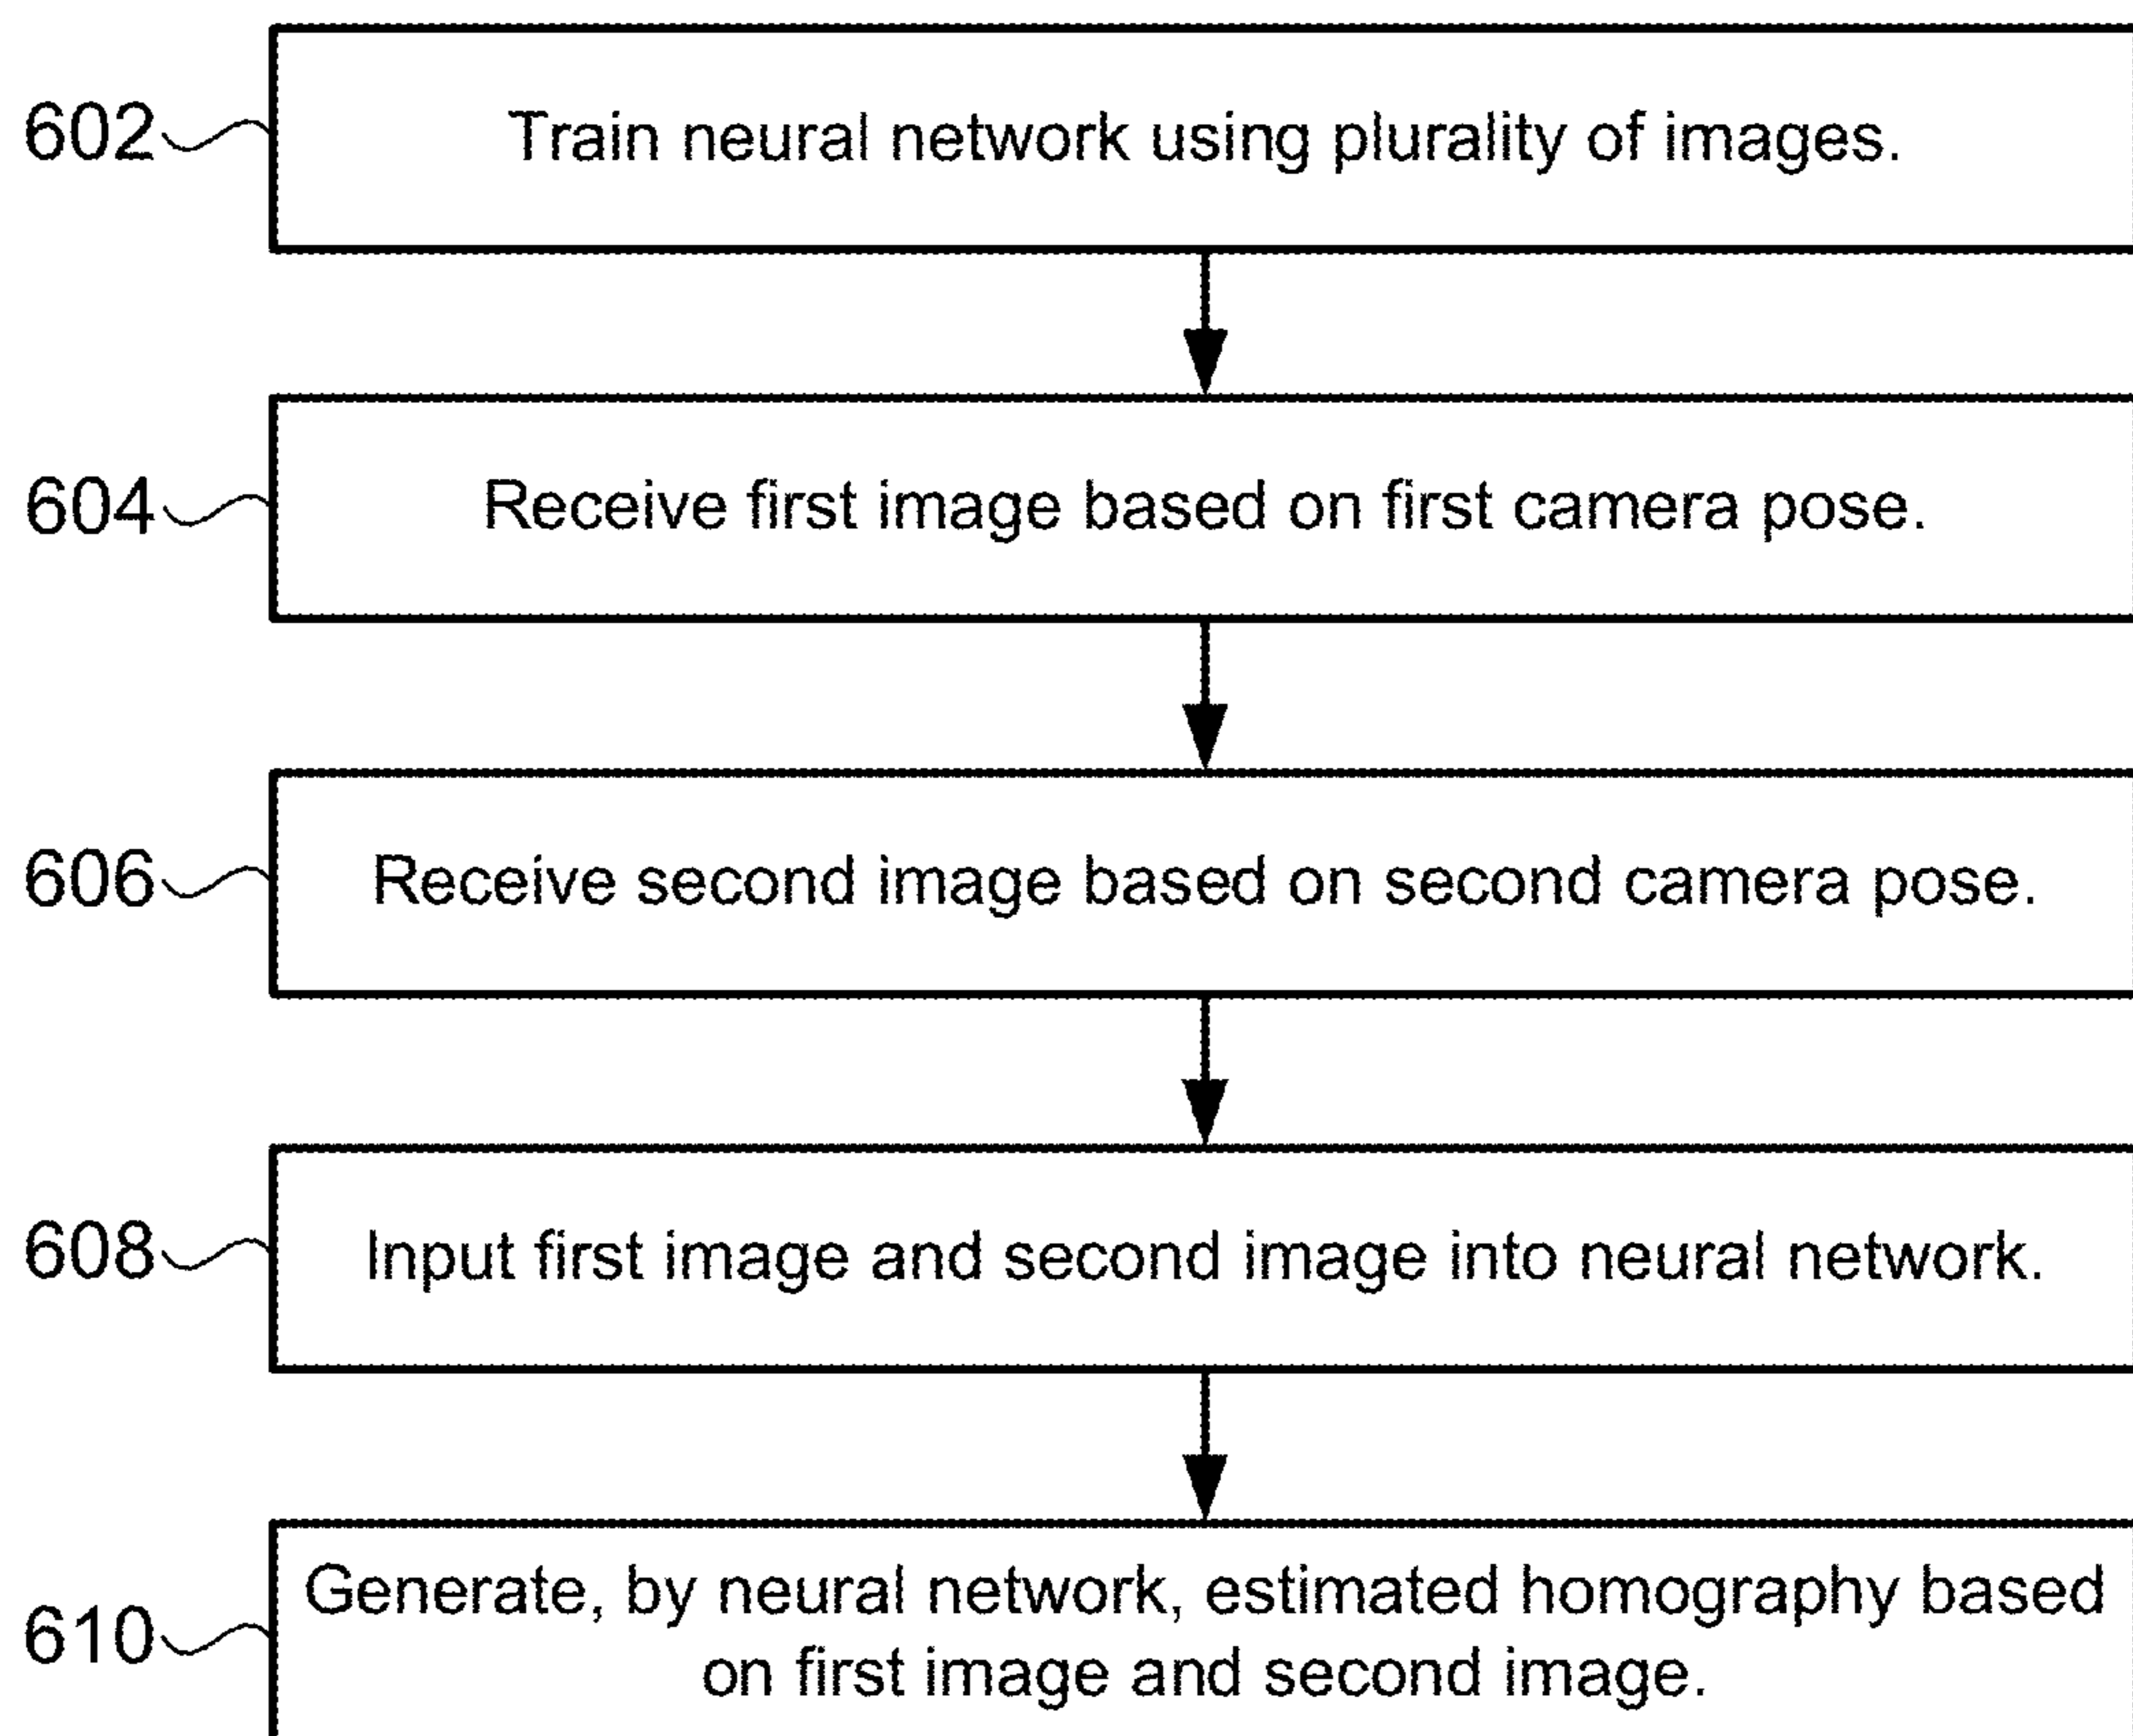 602
Train neural network using plurality of images.
604
Receive first image based on first camera pose.
606
Receive second image based on second camera pose.
608
Input first image and second image into neural network.
610
Generate, by neural network, estimated homography based
on first image and second image.